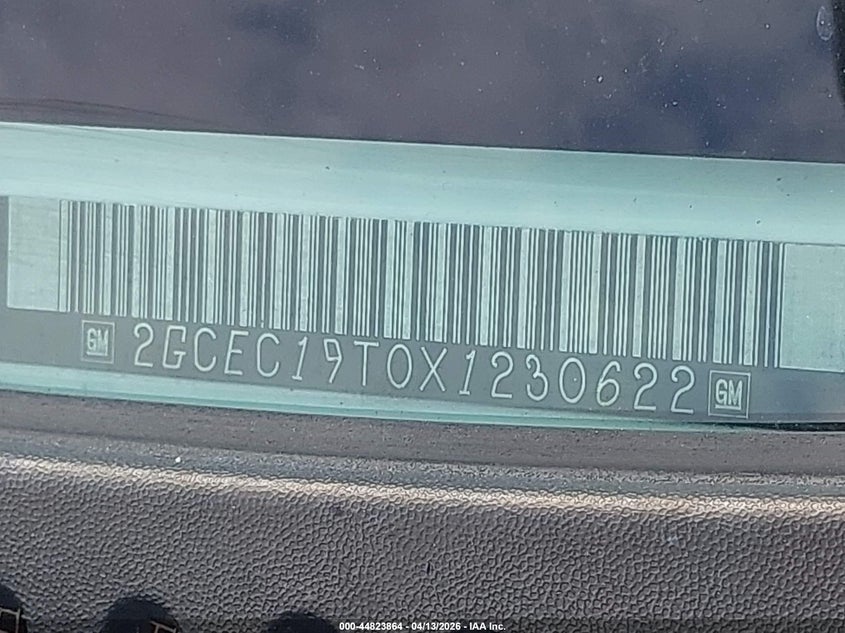 GM 2GCEC19T0X1230622 GM
000-44823864 - 04/13/2026 - IAA Inc.